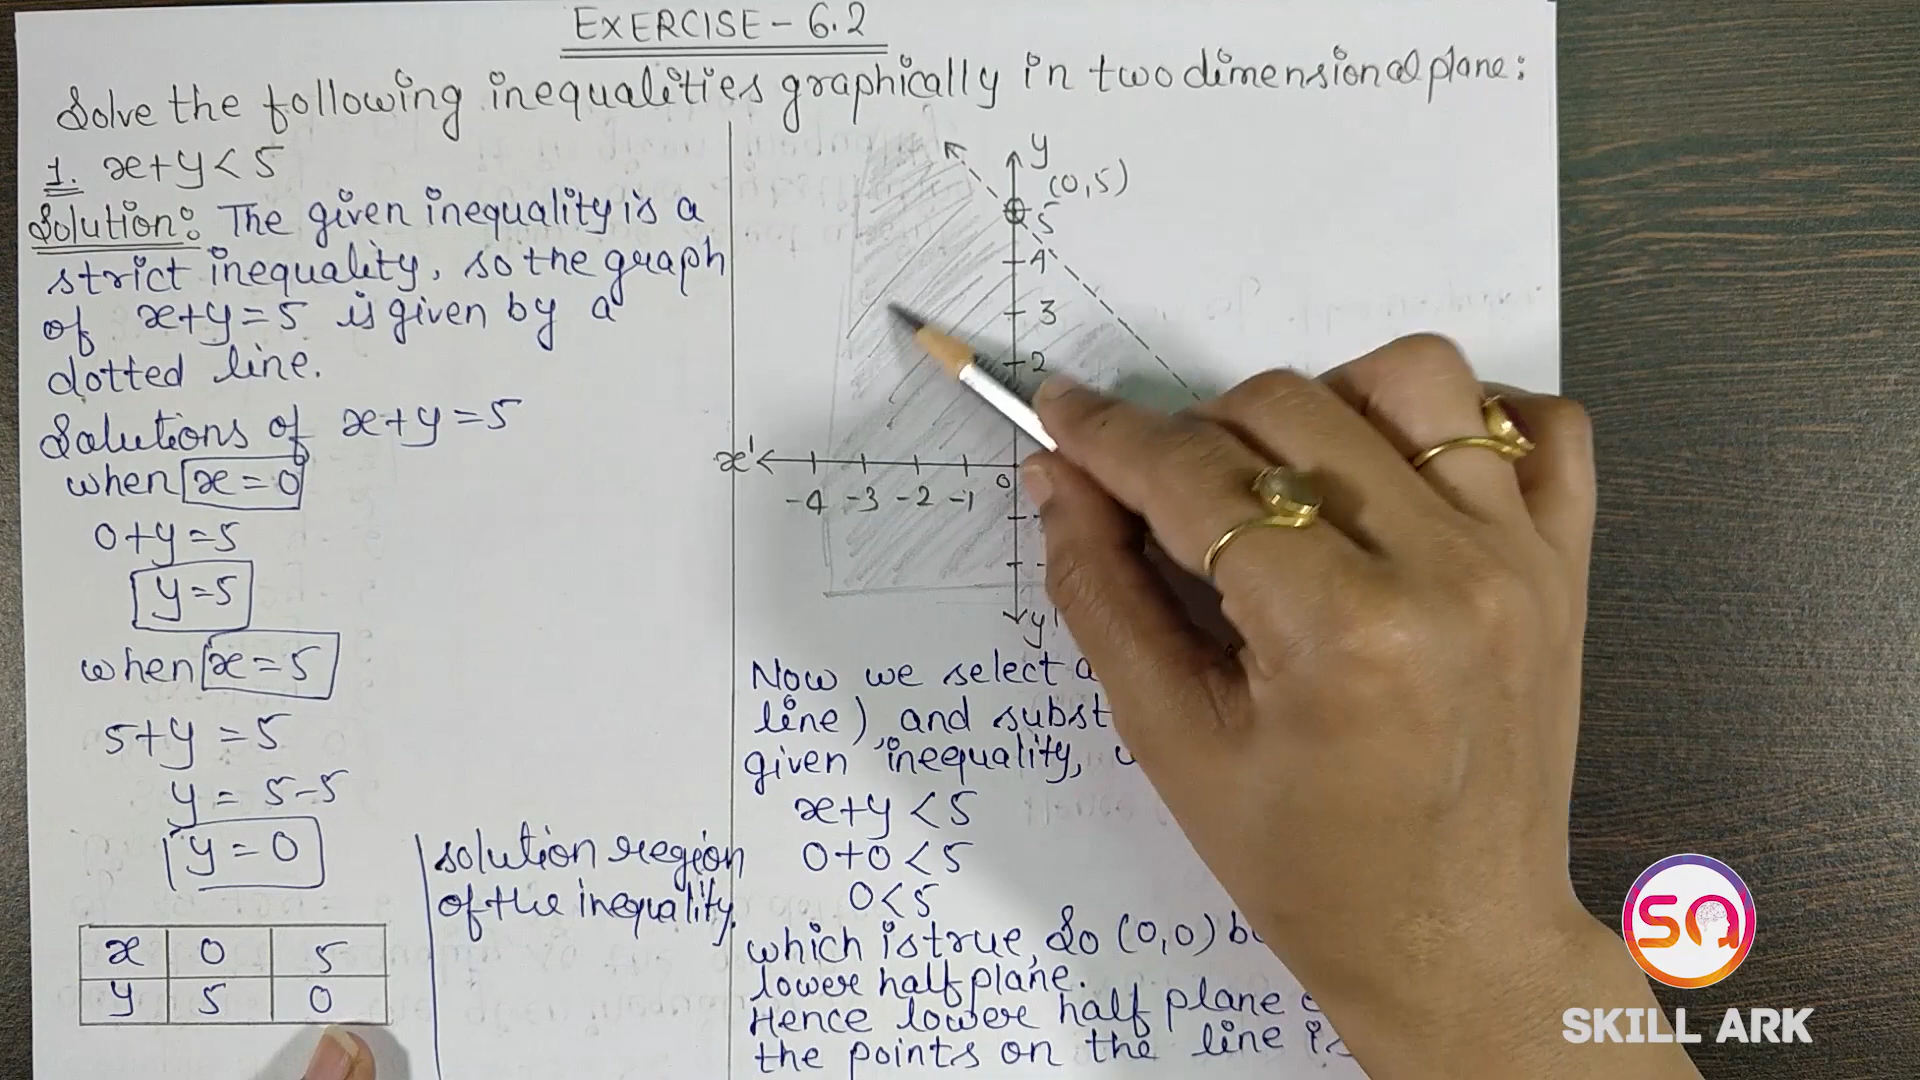 EXERCISE-6.2
Solve the following inequalities graphically in two dimensional plane:
1. x+y<5
Solution: The given inequality is a
strict inequality, so the graph
of x+y=5 is given by a
dotted line.
Solutions of x+y=5
when x=0
0+y=5
y=5
when x=5
5+y=5
y=5-5
y=0
x 0 5
y 5 0
solution region
of the inequality.
y
(0,5)
5
4
3
2
x' -4 -3 -2 -1 0
y'
Now we select a
line), and subst
given inequality,
x+y<5
0+0<5
0<5
which is true, So (0,0) b
lower half plane.
Hence lower half plane
the points on the line is
SA
SKILL ARK